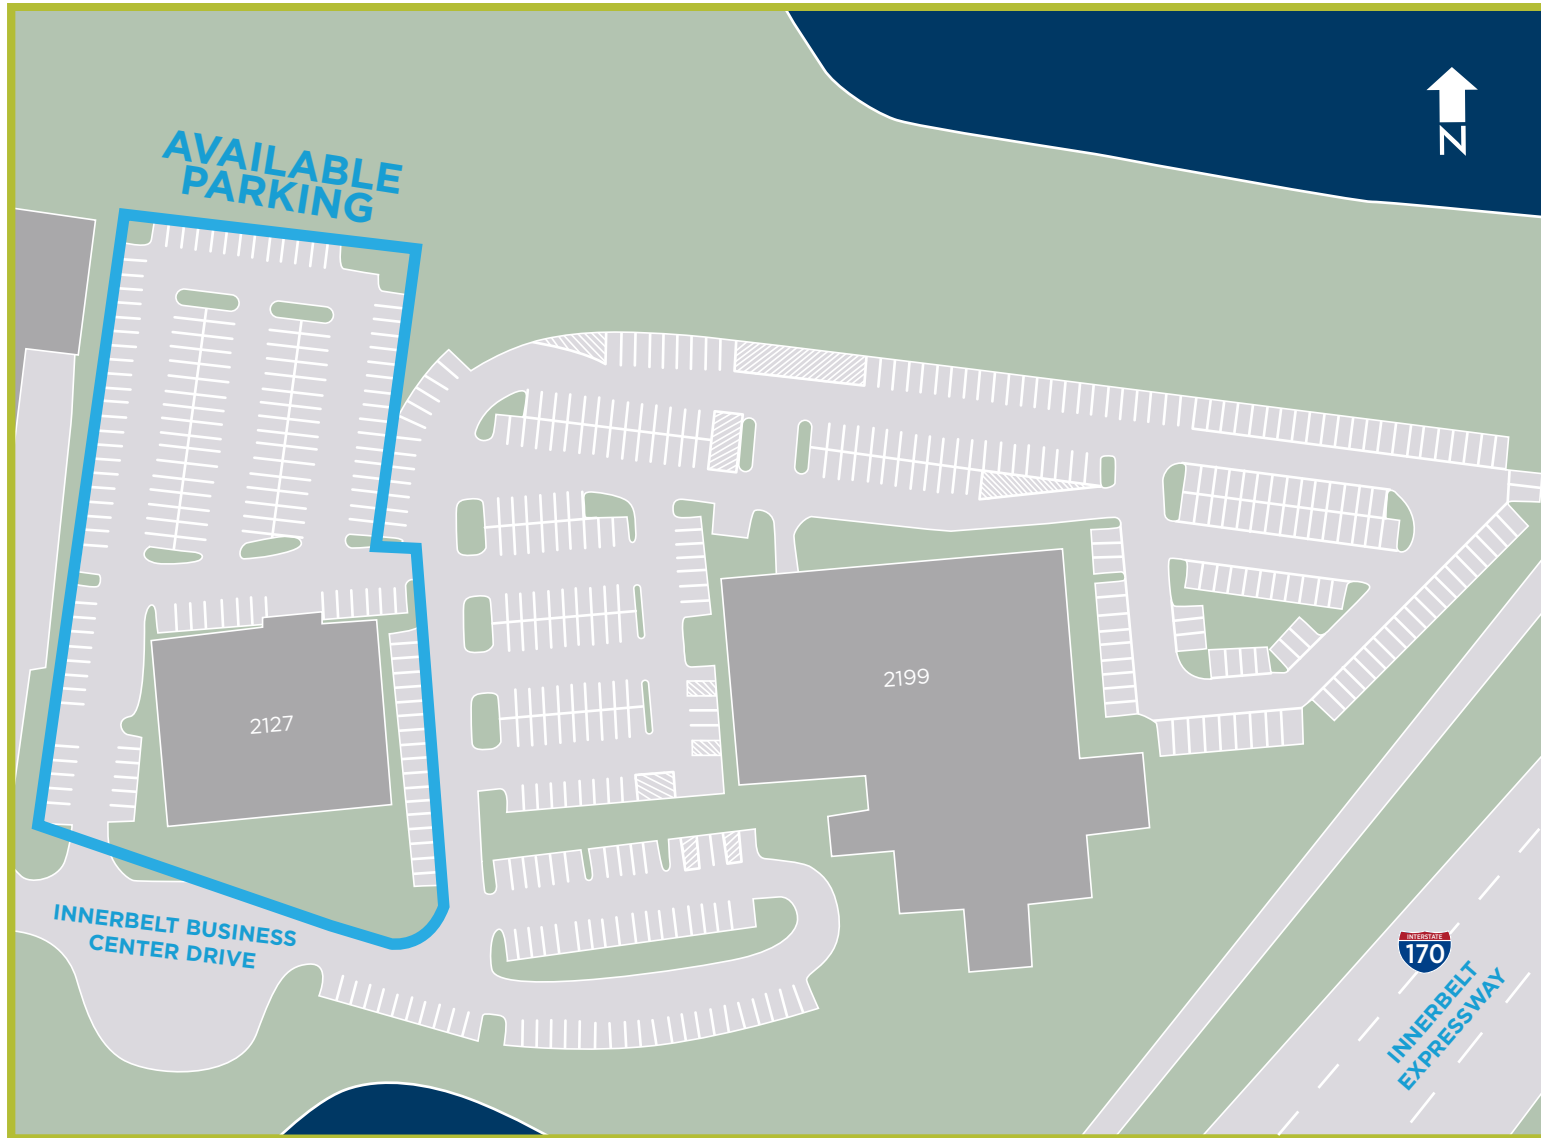 N
AVAILABLE
PARKING
2199
2127
INNERBELT BUSINESS
CENTER DRIVE
INTERSTATE
170
INNERBELT
EXPRESSWAY